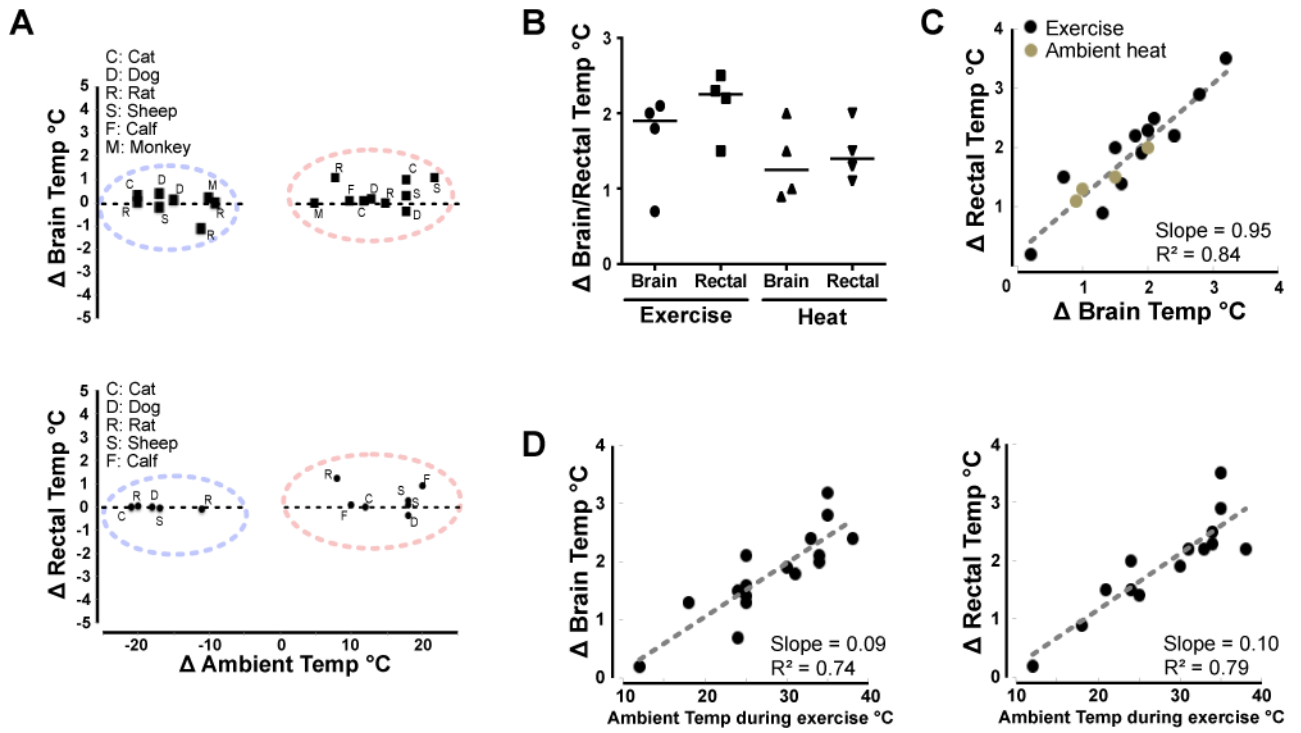 A
C: Cat
D: Dog
R: Rat
S: Sheep
F: Calf
M: Monkey
Δ Brain Temp °C
5
4
3
2
1
0
-1
-2
-3
-4
-5
C
D
D
M
R
S
R
R
R
F
C
D
R
C
S
S
M
D
C: Cat
D: Dog
R: Rat
S: Sheep
F: Calf
Δ Rectal Temp °C
5
4
3
2
1
0
-1
-2
-3
-4
-5
R
D
R
C
S
R
F
C
S
S
F
D
-20 -10 0 10 20
Δ Ambient Temp °C
B
Δ Brain/Rectal Temp °C
3
2
1
0
Brain Rectal Brain Rectal
Exercise Heat
C
Exercise
Ambient heat
Δ Rectal Temp °C
4
3
2
1
0
Slope = 0.95
R² = 0.84
0 1 2 3 4
Δ Brain Temp °C
D
Δ Brain Temp °C
4
3
2
1
0
Slope = 0.09
R² = 0.74
10 20 30 40
Ambient Temp during exercise °C
Δ Rectal Temp °C
4
3
2
1
0
Slope = 0.10
R² = 0.79
10 20 30 40
Ambient Temp during exercise °C